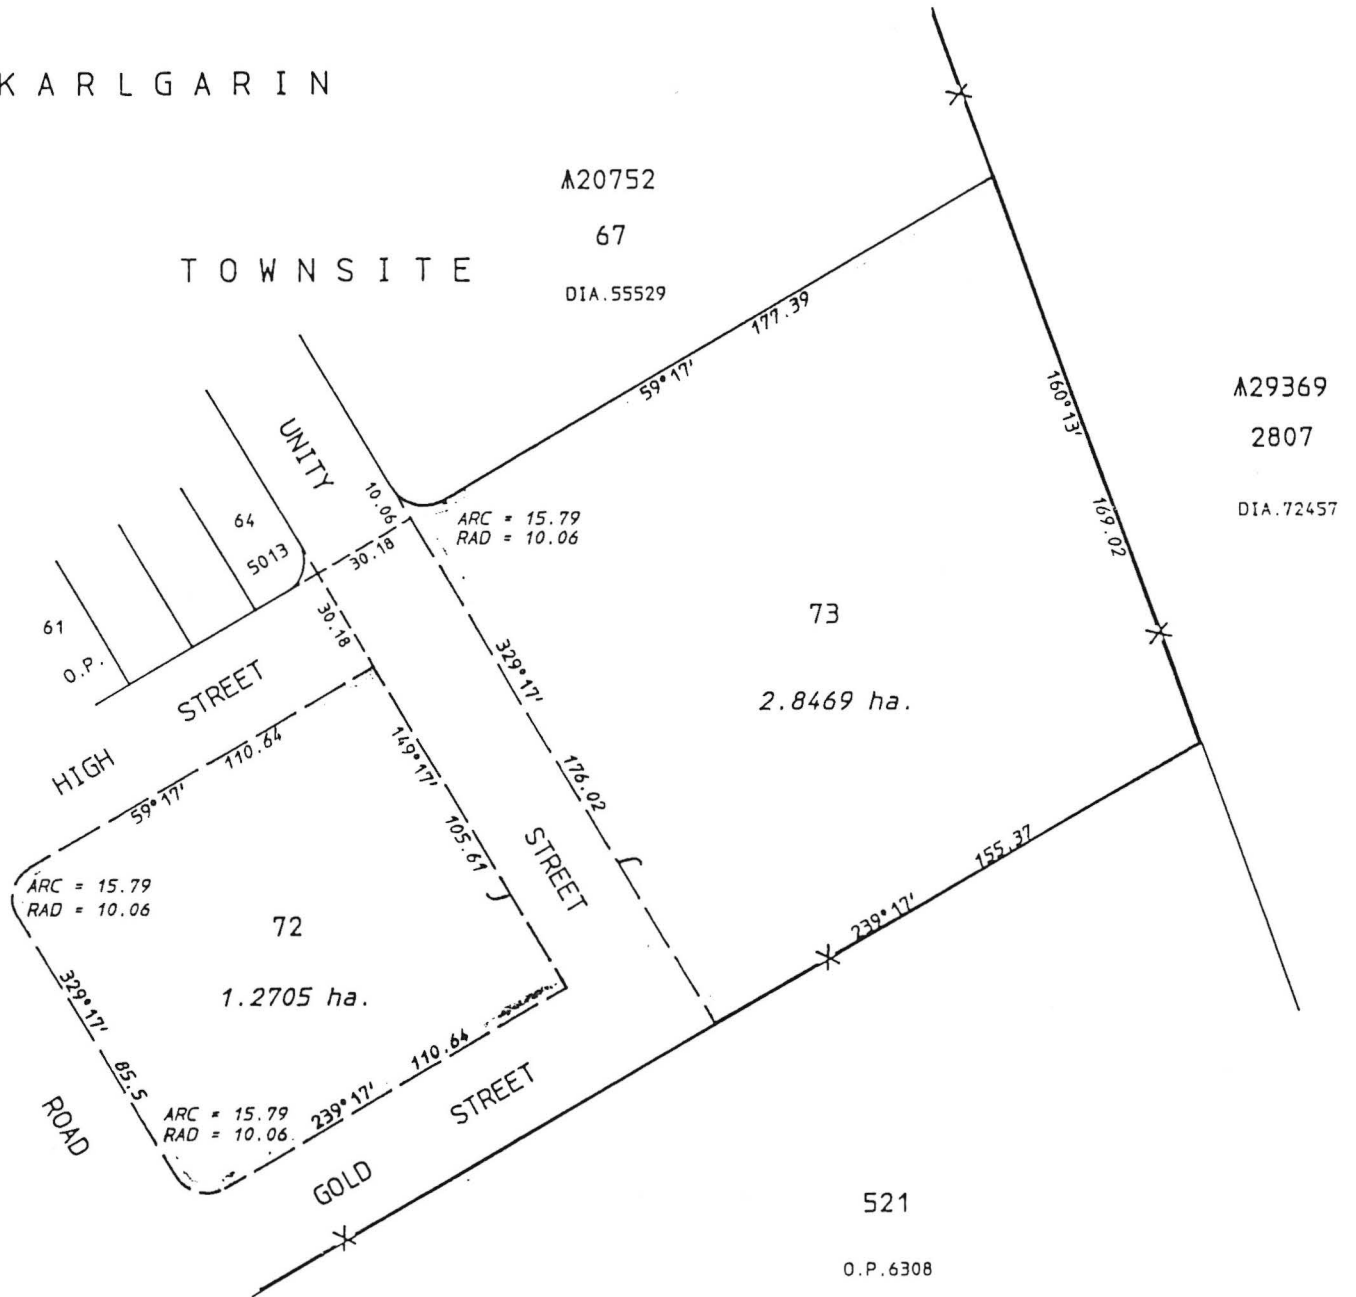 KARLGARIN
TOWNSITE
20752
67
DIA.55529
177.39
59°17'
160°13'
169.02
29369
2807
DIA.72457
UNITY
STREET
10.06
30.18
30.18
ARC = 15.79
RAD = 10.06
64
5013
61
O.P.
HIGH STREET
110.64
59°17'
329°17'
176.02
73
2.8469 ha.
149°17'
105.61
155.37
239°17'
ARC = 15.79
RAD = 10.06
72
1.2705 ha.
329°17'
85.5
ROAD
ARC = 15.79
RAD = 10.06
239°17'
110.64
GOLD STREET
521
O.P.6308